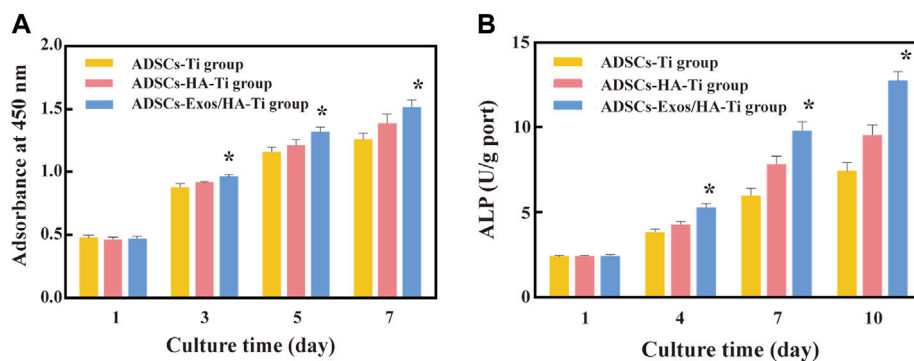 A
Adsorbance at 450 nm
2.0
1.5
1.0
0.5
0.0
ADSCs-Ti group
ADSCs-HA-Ti group
ADSCs-Exos/HA-Ti group
*
*
*
1 3 5 7
Culture time (day)
B
ALP (U/g port)
15
10
5
0
ADSCs-Ti group
ADSCs-HA-Ti group
ADSCs-Exos/HA-Ti group
*
*
*
1 4 7 10
Culture time (day)